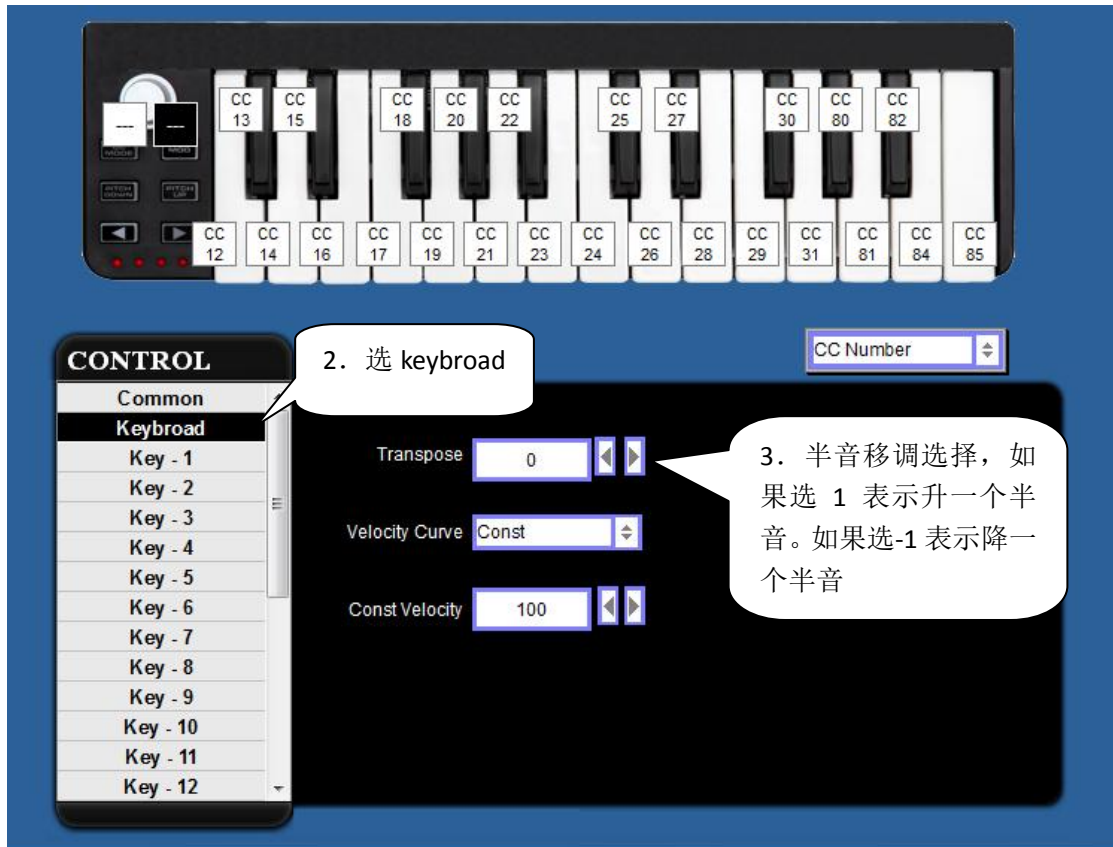 CC CC CC CC CC CC CC CC CC CC
13 15 18 20 22 25 27 30 80 82
--- ---
MOD
PITCH DOWN PITCH UP
CC CC CC CC CC CC CC CC CC CC CC CC CC CC CC
12 14 16 17 19 21 23 24 26 28 29 31 81 84 85
CONTROL
Common
Keybroad
Key - 1
Key - 2
Key - 3
Key - 4
Key - 5
Key - 6
Key - 7
Key - 8
Key - 9
Key - 10
Key - 11
Key - 12
2．选 keybroad
CC Number
Transpose 0
Velocity Curve Const
Const Velocity 100
3．半音移调选择，如
果选 1 表示升一个半
音。如果选-1 表示降一
个半音